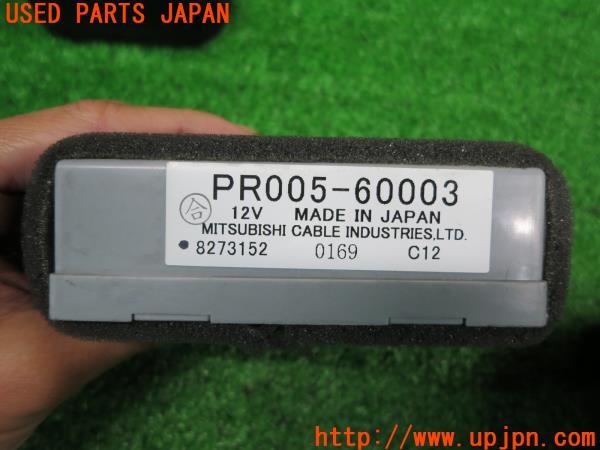 USED PARTS JAPAN
PR005-60003
合
12V MADE IN JAPAN
MITSUBISHI CABLE INDUSTRIES,LTD.
8273152 0169 C12
http://www.upjpn.com/